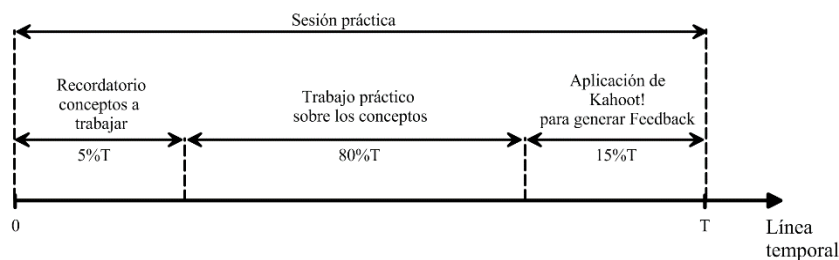 Sesión práctica
Recordatorio
conceptos a
trabajar
5%T
Trabajo práctico
sobre los conceptos
80%T
Aplicación de
Kahoot!
para generar Feedback
15%T
0
T
Línea
temporal